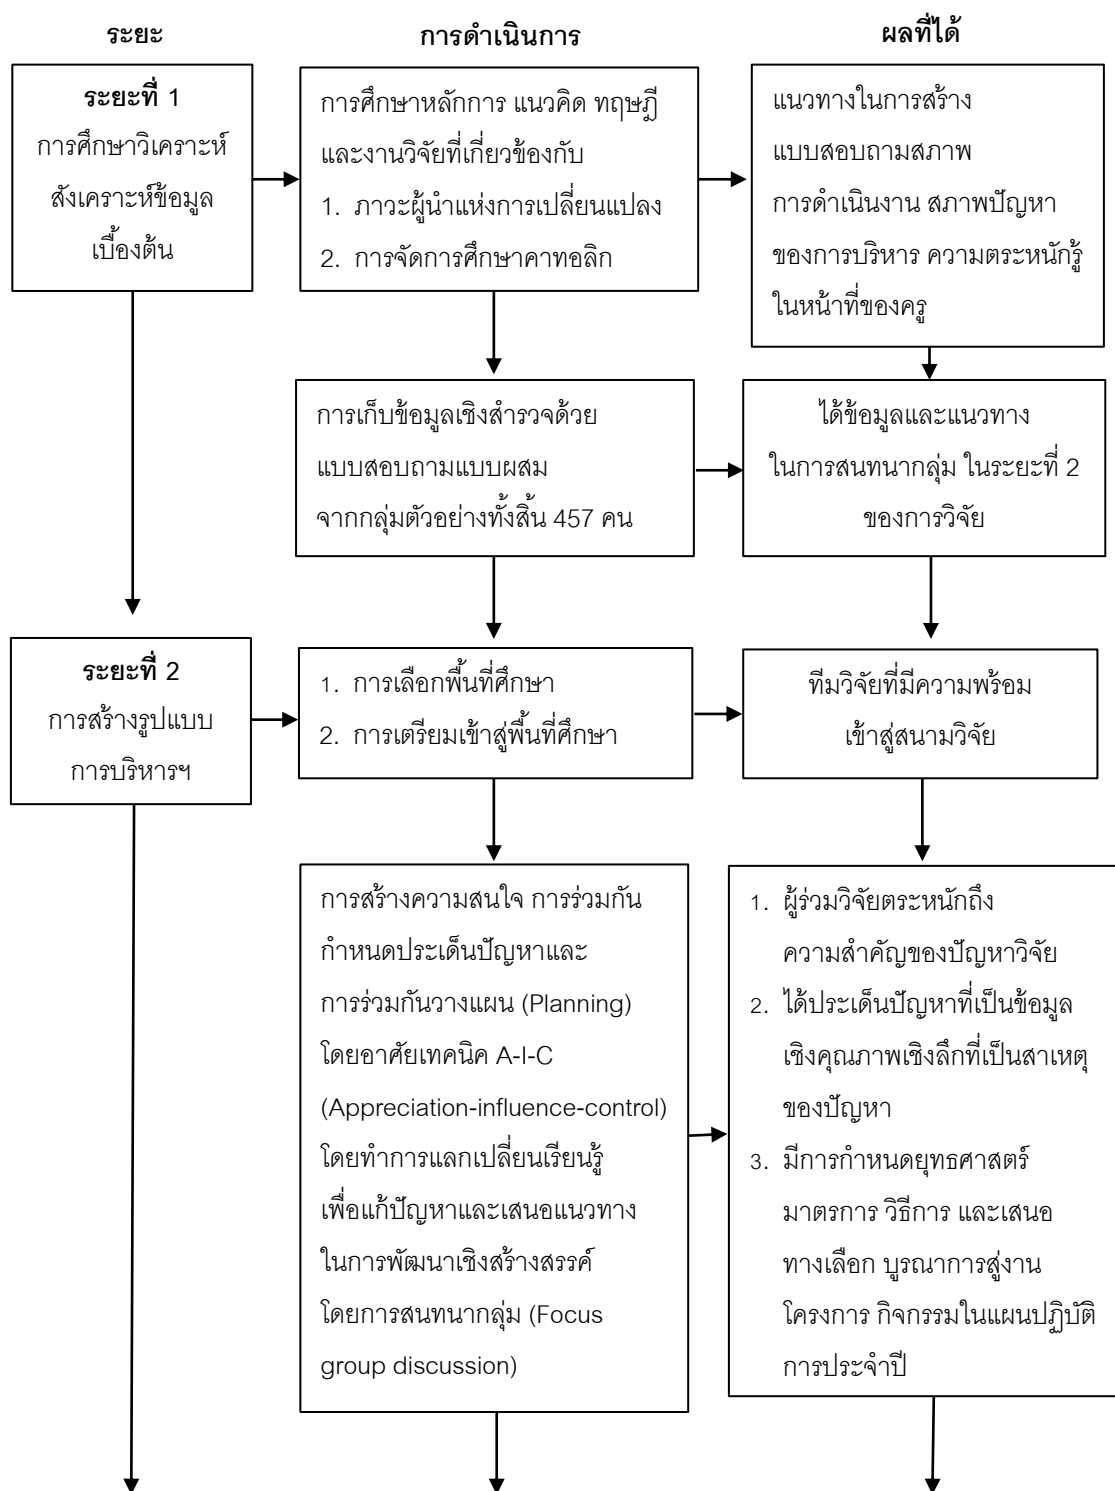 ระยะ
การดำเนินการ
ผลที่ได้
ระยะที่ 1
การศึกษาวิเคราะห์
สังเคราะห์ข้อมูล
เบื้องต้น
การศึกษาหลักการ แนวคิด ทฤษฎี
และงานวิจัยที่เกี่ยวข้องกับ
1. ภาวะผู้นำแห่งการเปลี่ยนแปลง
2. การจัดการศึกษาคาทอลิก
แนวทางในการสร้าง
แบบสอบถามสภาพ
การดำเนินงาน สภาพปัญหา
ของการบริหาร ความตระหนักรู้
ในหน้าที่ของครู
การเก็บข้อมูลเชิงสำรวจด้วย
แบบสอบถามแบบผสม
จากกลุ่มตัวอย่างทั้งสิ้น 457 คน
ได้ข้อมูลและแนวทาง
ในการสนทนากลุ่ม ในระยะที่ 2
ของการวิจัย
ระยะที่ 2
การสร้างรูปแบบ
การบริหารฯ
1. การเลือกพื้นที่ศึกษา
2. การเตรียมเข้าสู่พื้นที่ศึกษา
ทีมวิจัยที่มีความพร้อม
เข้าสู่สนามวิจัย
การสร้างความสนใจ การร่วมกัน
กำหนดประเด็นปัญหาและ
การร่วมกันวางแผน (Planning)
โดยอาศัยเทคนิค A-I-C
(Appreciation-influence-control)
โดยทำการแลกเปลี่ยนเรียนรู้
เพื่อแก้ปัญหาและเสนอแนวทาง
ในการพัฒนาเชิงสร้างสรรค์
โดยการสนทนากลุ่ม (Focus
group discussion)
1. ผู้ร่วมวิจัยตระหนักถึง
ความสำคัญของปัญหาวิจัย
2. ได้ประเด็นปัญหาที่เป็นข้อมูล
เชิงคุณภาพเชิงลึกที่เป็นสาเหตุ
ของปัญหา
3. มีการกำหนดยุทธศาสตร์
มาตรการ วิธีการ และเสนอ
ทางเลือก บูรณาการสู่งาน
โครงการ กิจกรรมในแผนปฏิบัติ
การประจำปี